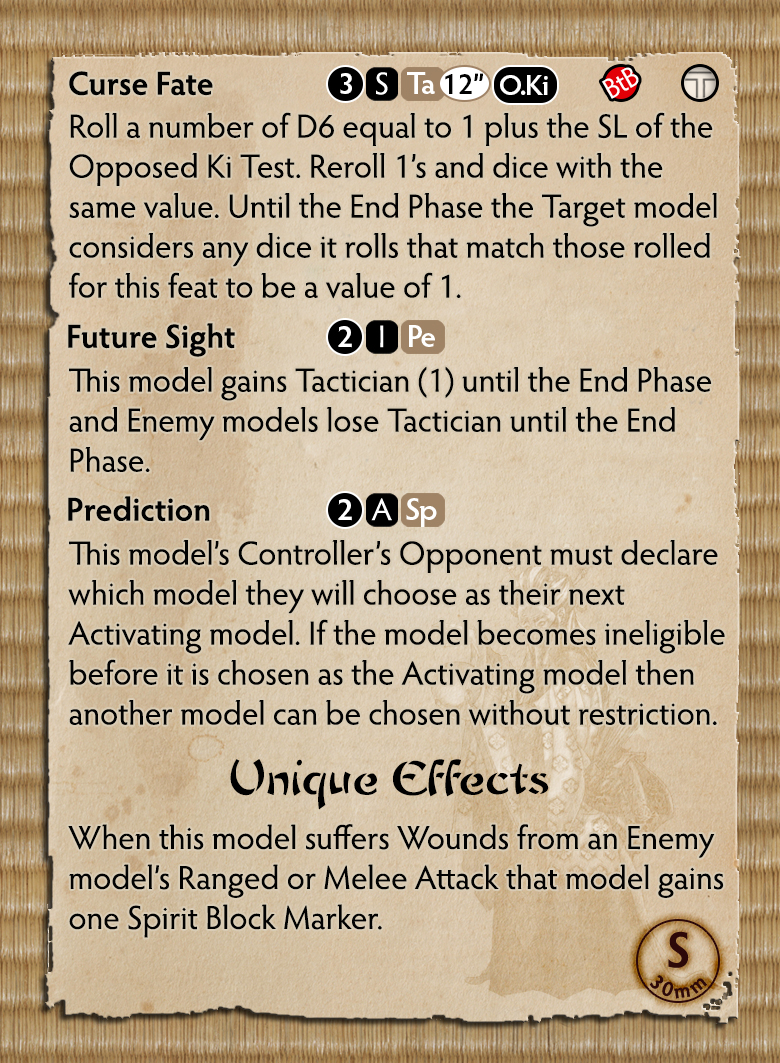 Curse Fate 3 S Ta 12" O.Ki BtB T
Roll a number of D6 equal to 1 plus the SL of the
Opposed Ki Test. Reroll 1's and dice with the
same value. Until the End Phase the Target model
considers any dice it rolls that match those rolled
for this feat to be a value of 1.
Future Sight 2 I Pe
This model gains Tactician (1) until the End Phase
and Enemy models lose Tactician until the End
Phase.
Prediction 2 A Sp
This model's Controller's Opponent must declare
which model they will choose as their next
Activating model. If the model becomes ineligible
before it is chosen as the Activating model then
another model can be chosen without restriction.
Unique Effects
When this model suffers Wounds from an Enemy
model's Ranged or Melee Attack that model gains
one Spirit Block Marker.
S
30mm